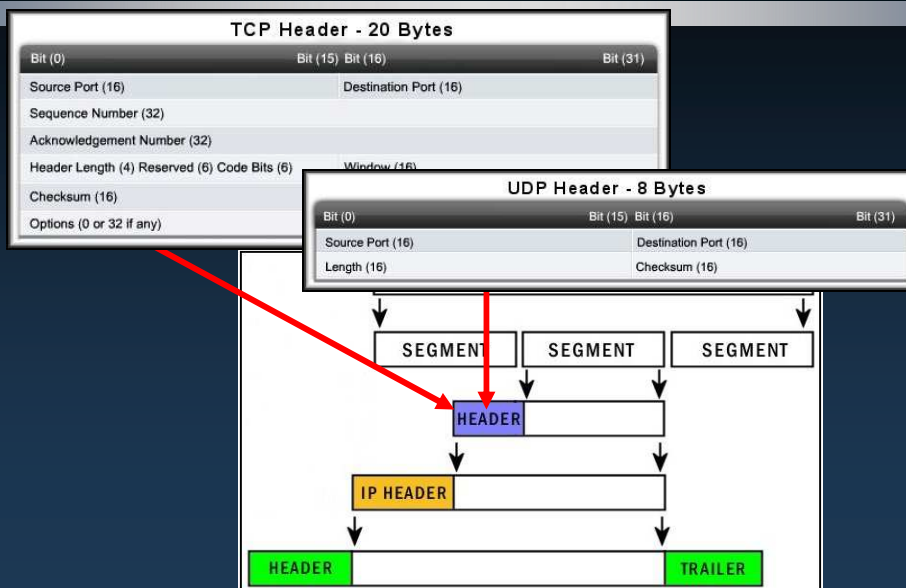 TCP Header - 20 Bytes
Bit (0) Bit (15) Bit (16) Bit (31)
Source Port (16) Destination Port (16)
Sequence Number (32)
Acknowledgement Number (32)
Header Length (4) Reserved (6) Code Bits (6) Window (16)
Checksum (16)
Options (0 or 32 if any)
UDP Header - 8 Bytes
Bit (0) Bit (15) Bit (16) Bit (31)
Source Port (16) Destination Port (16)
Length (16) Checksum (16)
SEGMENT SEGMENT SEGMENT
HEADER
IP HEADER
HEADER TRAILER